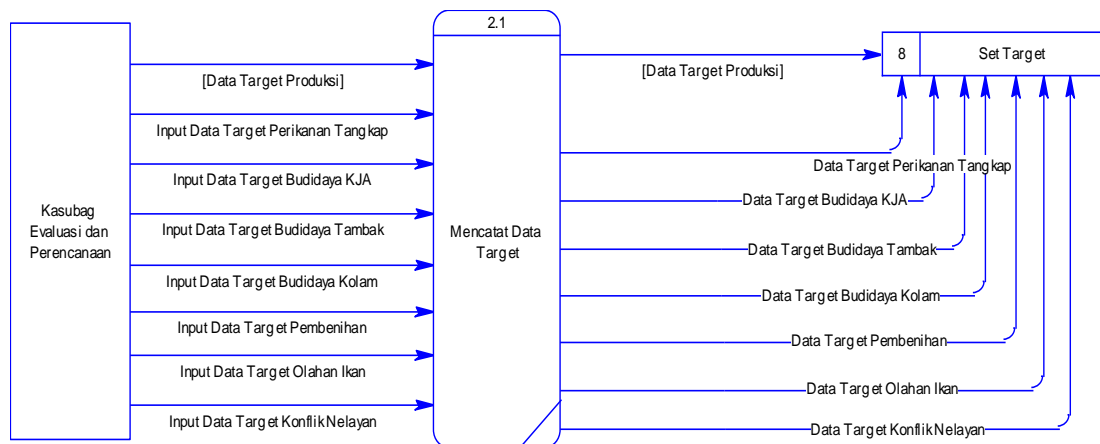 2.1
8
Set Target
[Data Target Produksi]
[Data Target Produksi]
Input Data Target Perikanan Tangkap
Data Target Perikanan Tangkap
Input Data Target Budidaya KJA
Data Target Budidaya KJA
Kasubag
Evaluasi dan
Perencanaan
Input Data Target Budidaya Tambak
Mencatat Data
Target
Data Target Budidaya Tambak
Input Data Target Budidaya Kolam
Data Target Budidaya Kolam
Input Data Target Pembenihan
Data Target Pembenihan
Input Data Target Olahan Ikan
Data Target Olahan Ikan
Input Data Target Konflik Nelayan
Data Target Konflik Nelayan